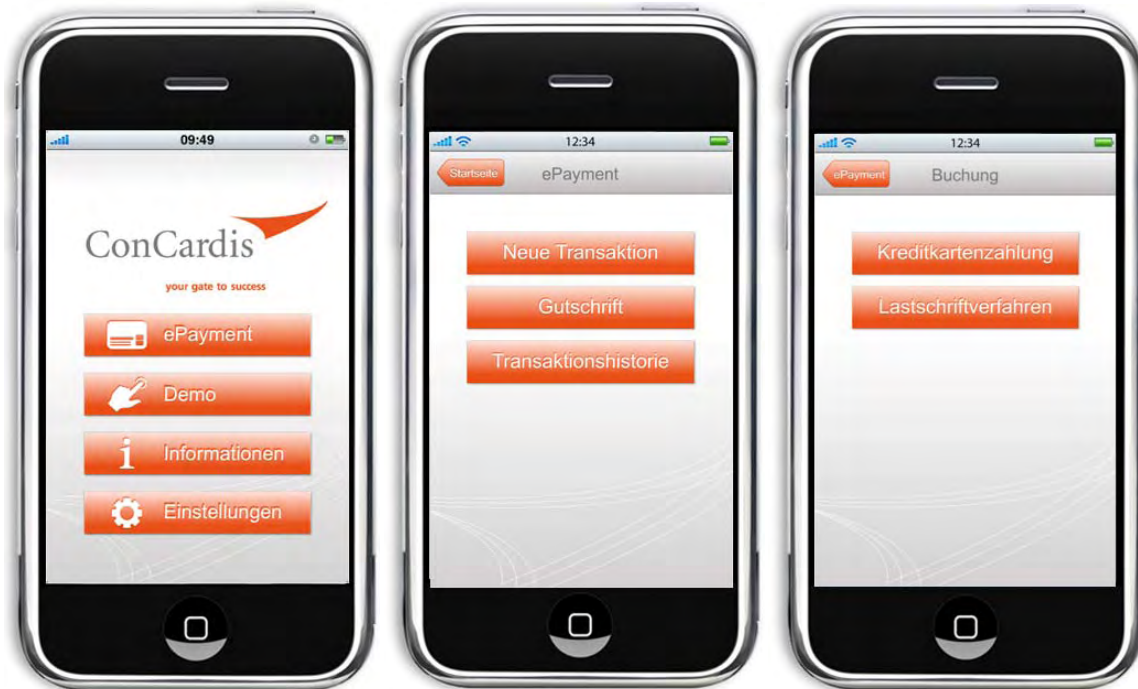 09:49
ConCardis
your gate to success
ePayment
Demo
Informationen
Einstellungen
12:34
Startseite
ePayment
Neue Transaktion
Gutschrift
Transaktionshistorie
12:34
ePayment
Buchung
Kreditkartenzahlung
Lastschriftverfahren